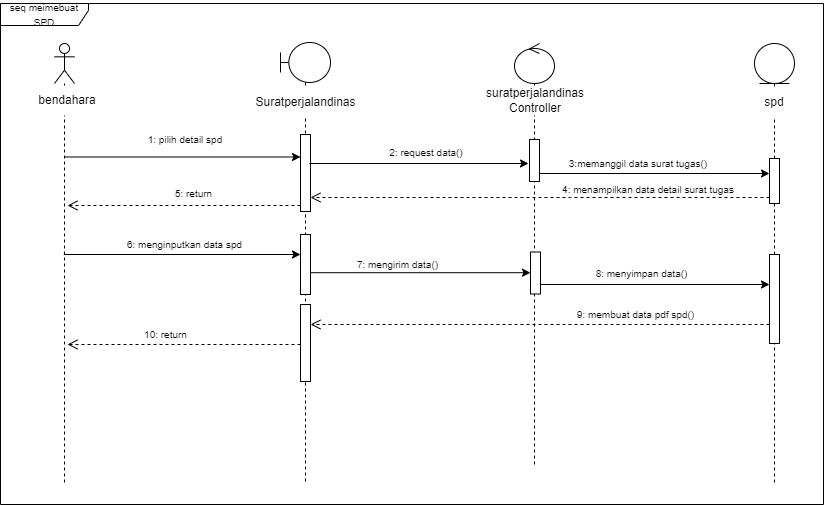 seq meimebuat
SPD
bendahara
Suratperjalandinas
suratperjalandinas
Controller
spd
1: pilih detail spd
2: request data()
3:memanggil data surat tugas()
4: menampilkan data detail surat tugas
5: return
6: menginputkan data spd
7: mengirim data()
8: menyimpan data()
9: membuat data pdf spd()
10: return